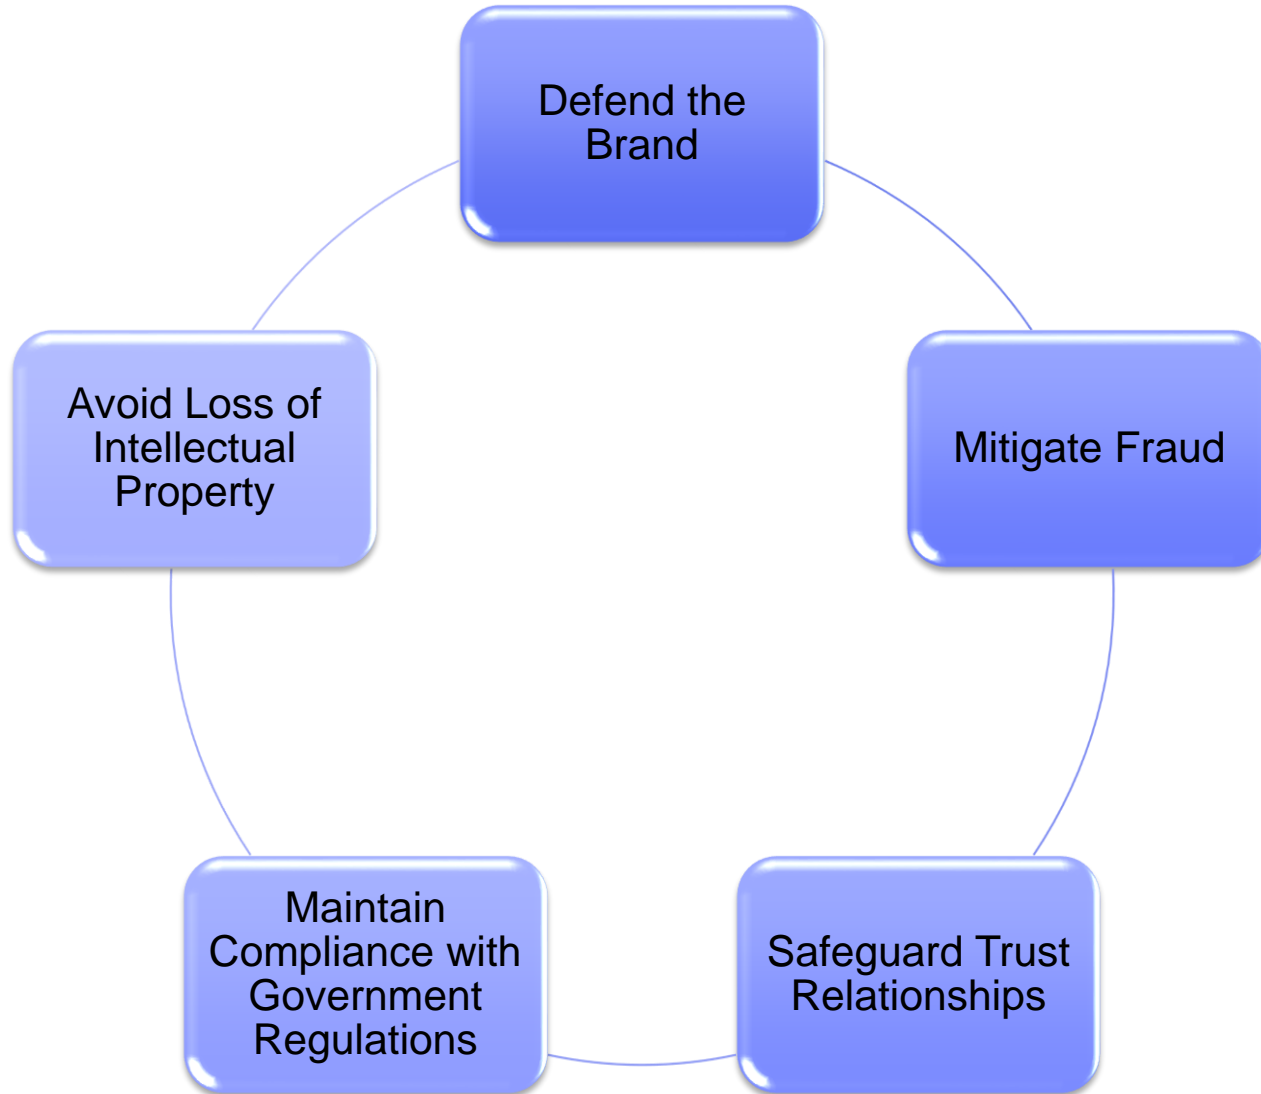 Defend the
Brand
Mitigate Fraud
Safeguard Trust
Relationships
Maintain
Compliance with
Government
Regulations
Avoid Loss of
Intellectual
Property